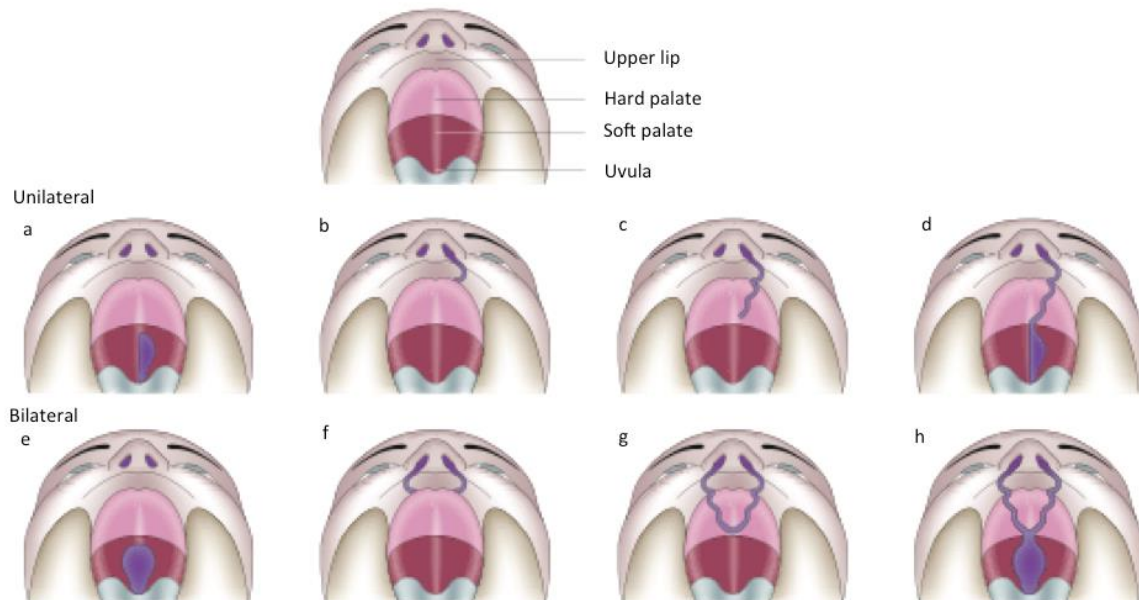 Upper lip
Hard palate
Soft palate
Uvula
Unilateral
a
b
c
d
Bilateral
e
f
g
h